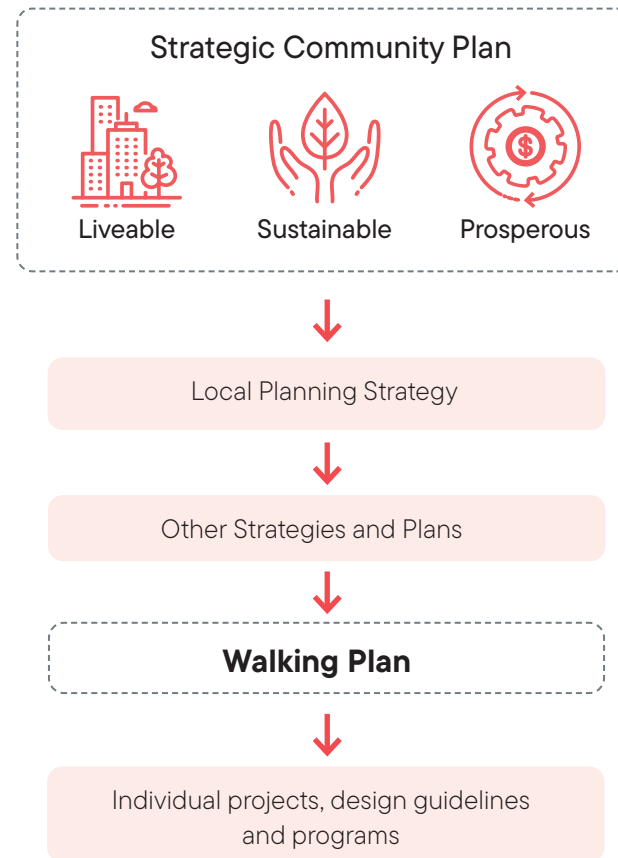 Strategic Community Plan
$
Liveable
Sustainable
Prosperous
Local Planning Strategy
Other Strategies and Plans
Walking Plan
Individual projects, design guidelines
and programs